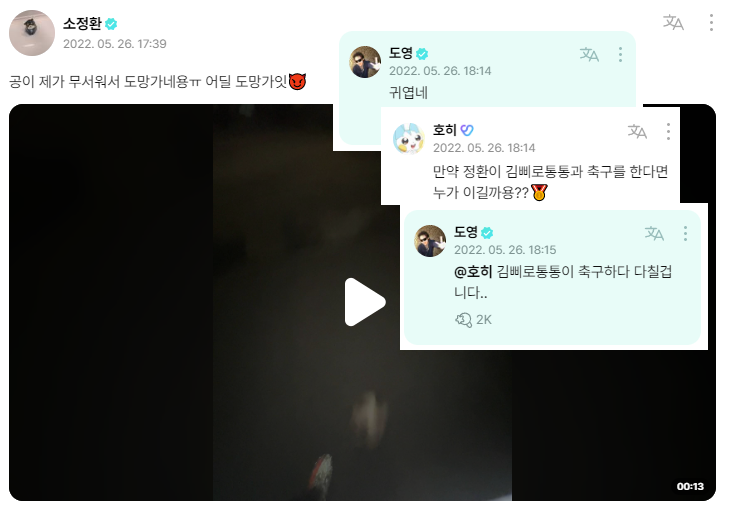 소정환
2022. 05. 26. 17:39
공이 제가 무서워서 도망가네용ㅠ 어딜 도망가잇😈
도영
2022. 05. 26. 18:14
귀엽네
호히
2022. 05. 26. 18:14
만약 정환이 김삐로통통과 축구를 한다면
누가 이길까용??🏅
도영
2022. 05. 26. 18:15
@호히 김삐로통통이 축구하다 다칠겁
니다..
2K
00:13